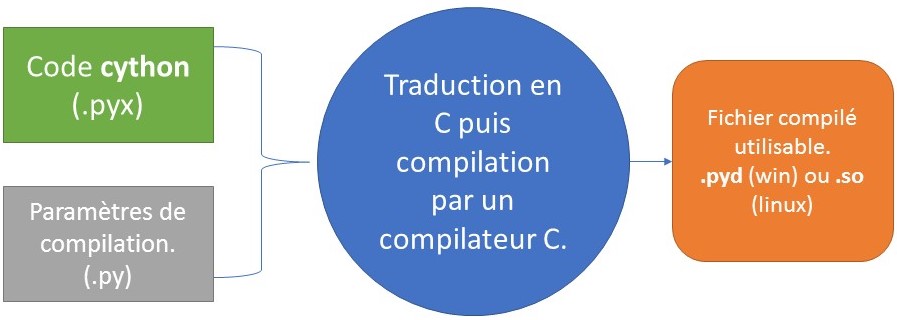 Code cython
(.pyx)
Paramètres de
compilation.
(.py)
Traduction en
C puis
compilation
par un
compilateur C.
Fichier compilé
utilisable.
.pyd (win) ou .so
(linux)